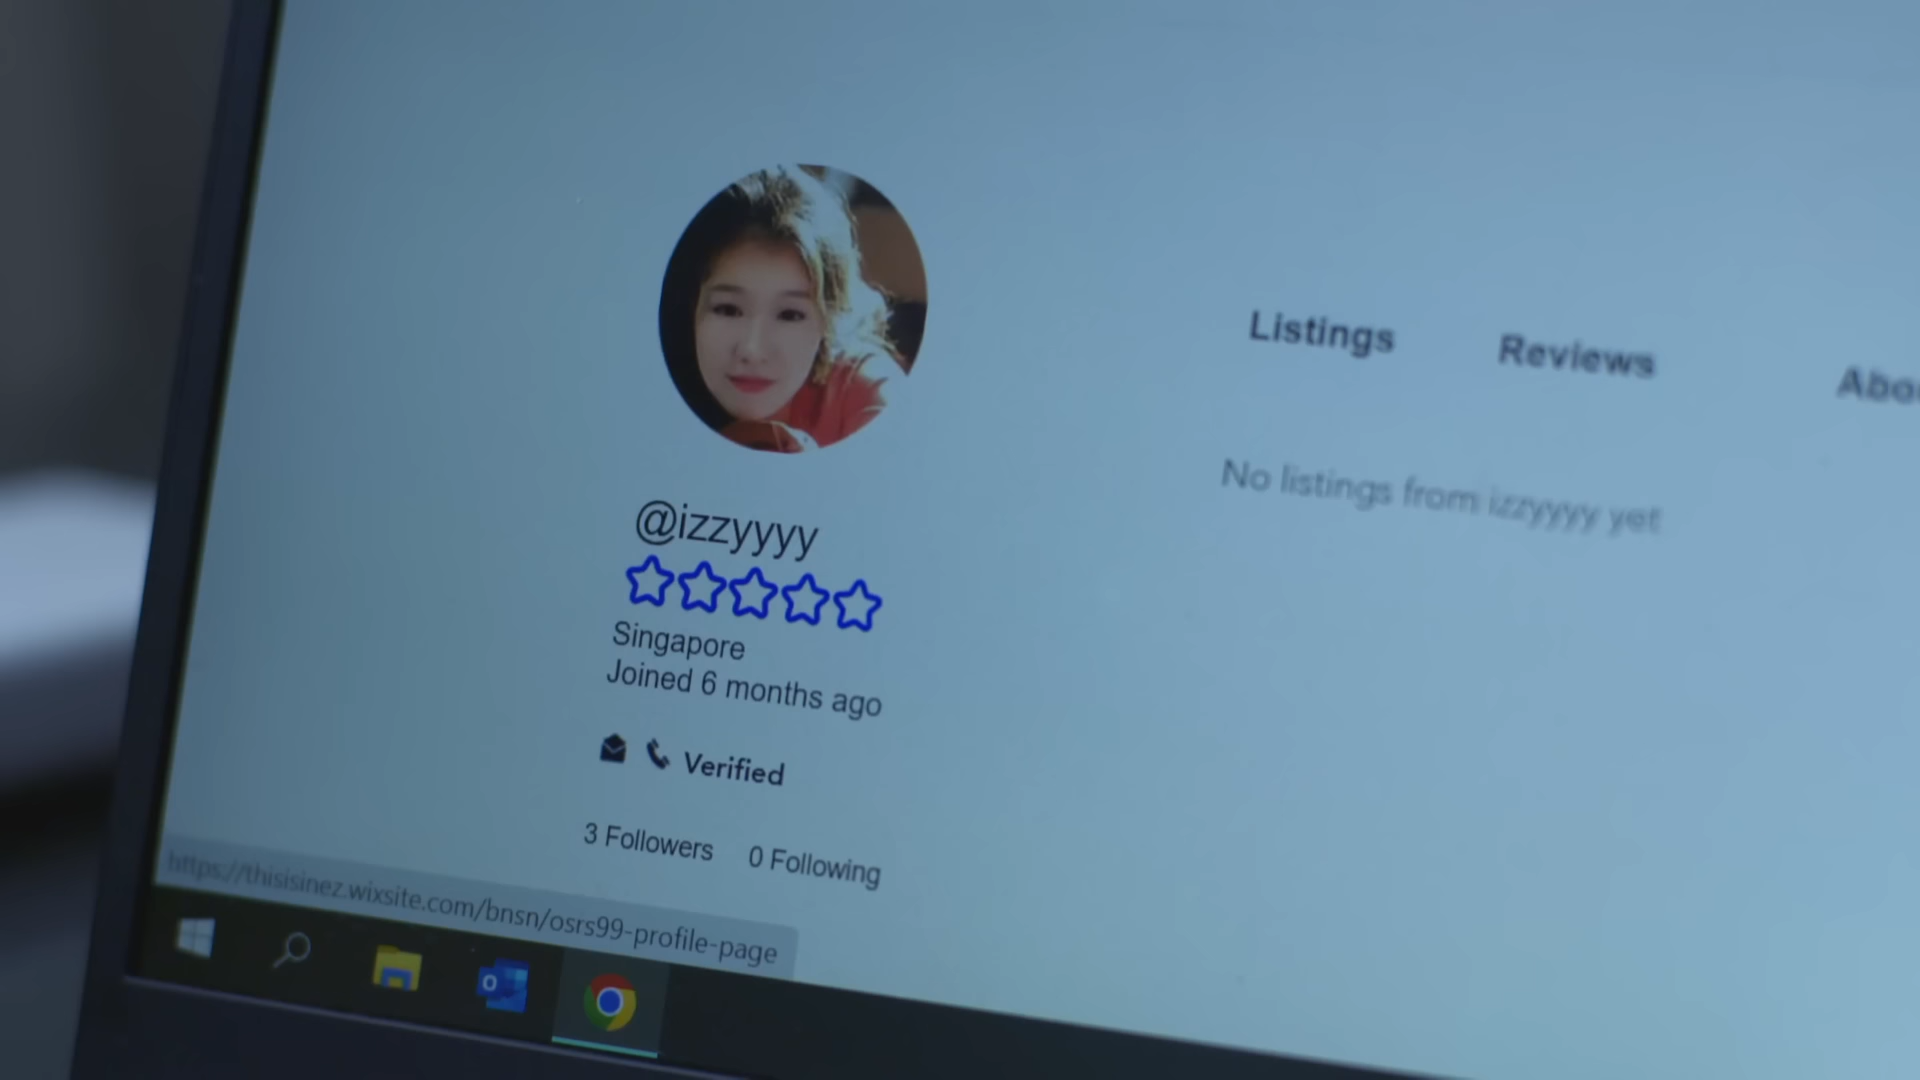 Listings
Reviews
No listings from izzyyyy yet
@izzyyyy
Singapore
Joined 6 months ago
Verified
3 Followers
0 Following
https://thisisinez.wixsite.com/bnsn/osrs99-profile-page